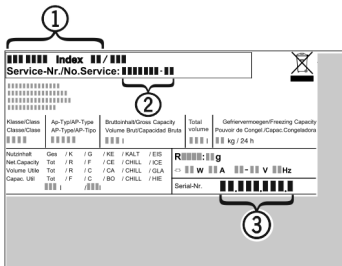 1
Index /
Service-Nr./No.Service: -
2
Klasse/Class
Classe/Class
Ap-Typ/AP-Type
AP-Type/AP-Tipo
Bruttoinhalt/Gross Capacity
Volume Brut/Capacidad Bruta
l
Total
volume
l
Gefriervermoegen/Freezing Capacity
Pouvoir de Congel./Capac.Congeladora
kg / 24 h
Nutzinhalt Ges / K / G / KE / KALT / EIS
Net.Capacity Tot / R / F / CE / CHILL / ICE
Volume Utile Tot / R / C / CA / CHILL / GLA
Capac. Util Tot / F / C / BO / CHILL / HIE
l / l
R : g
W A - V Hz
Serial-Nr. . . .
3